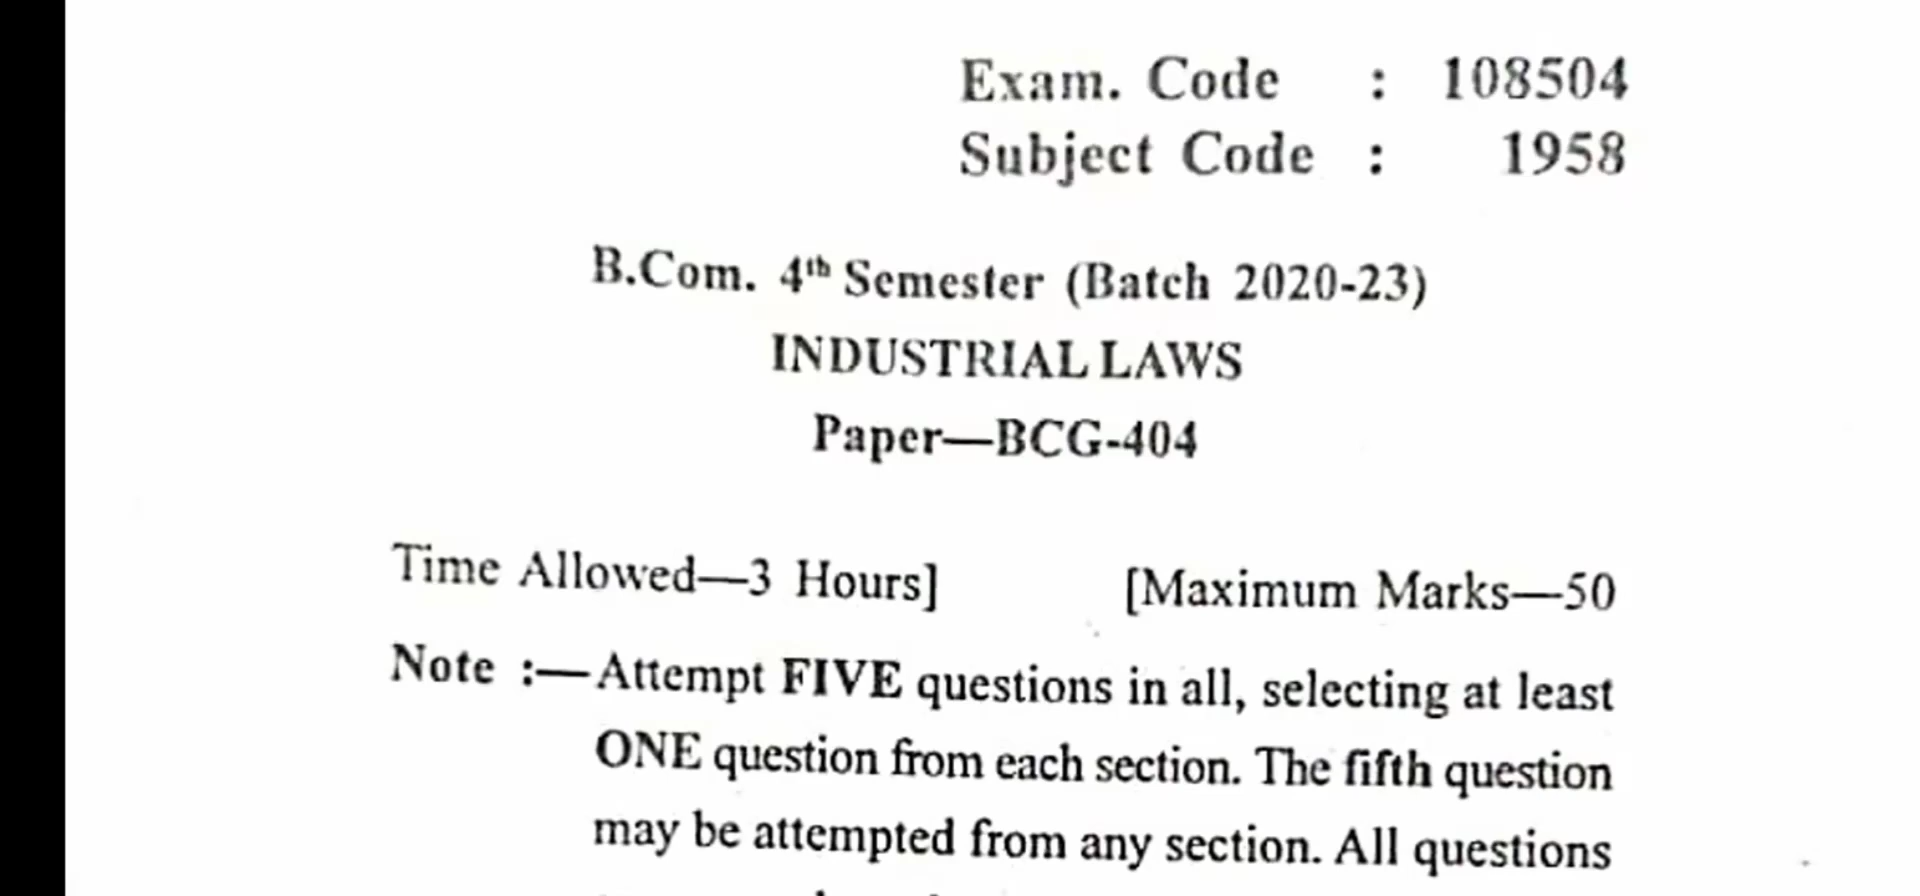 Exam. Code : 108504
Subject Code : 1958
B.Com. 4th Semester (Batch 2020-23)
INDUSTRIAL LAWS
Paper—BCG-404
Time Allowed—3 Hours] [Maximum Marks—50
Note :—Attempt FIVE questions in all, selecting at least
ONE question from each section. The fifth question
may be attempted from any section. All questions